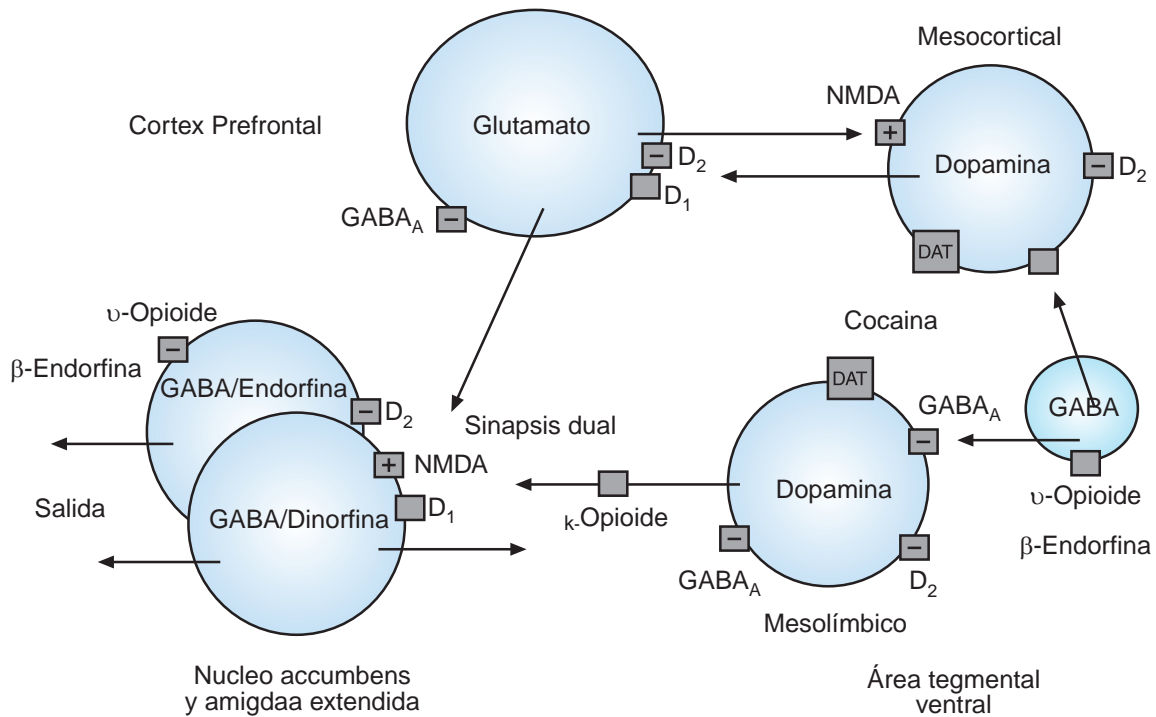 Mesocortical
NMDA
Cortex Prefrontal
Glutamato
+
Dopamina
− D2
D1
− D2
GABAA −
DAT
Cocaina
υ-Opioide
−
β-Endorfina
GABA/Endorfina
− D2
DAT
GABAA
−
GABA
Sinapsis dual
+ NMDA
D1
Salida
GABA/Dinorfina
k-Opioide
Dopamina
υ-Opioide
β-Endorfina
−
GABAA
−
D2
Mesolímbico
Nucleo accumbens
y amigdaa extendida
Área tegmental
ventral